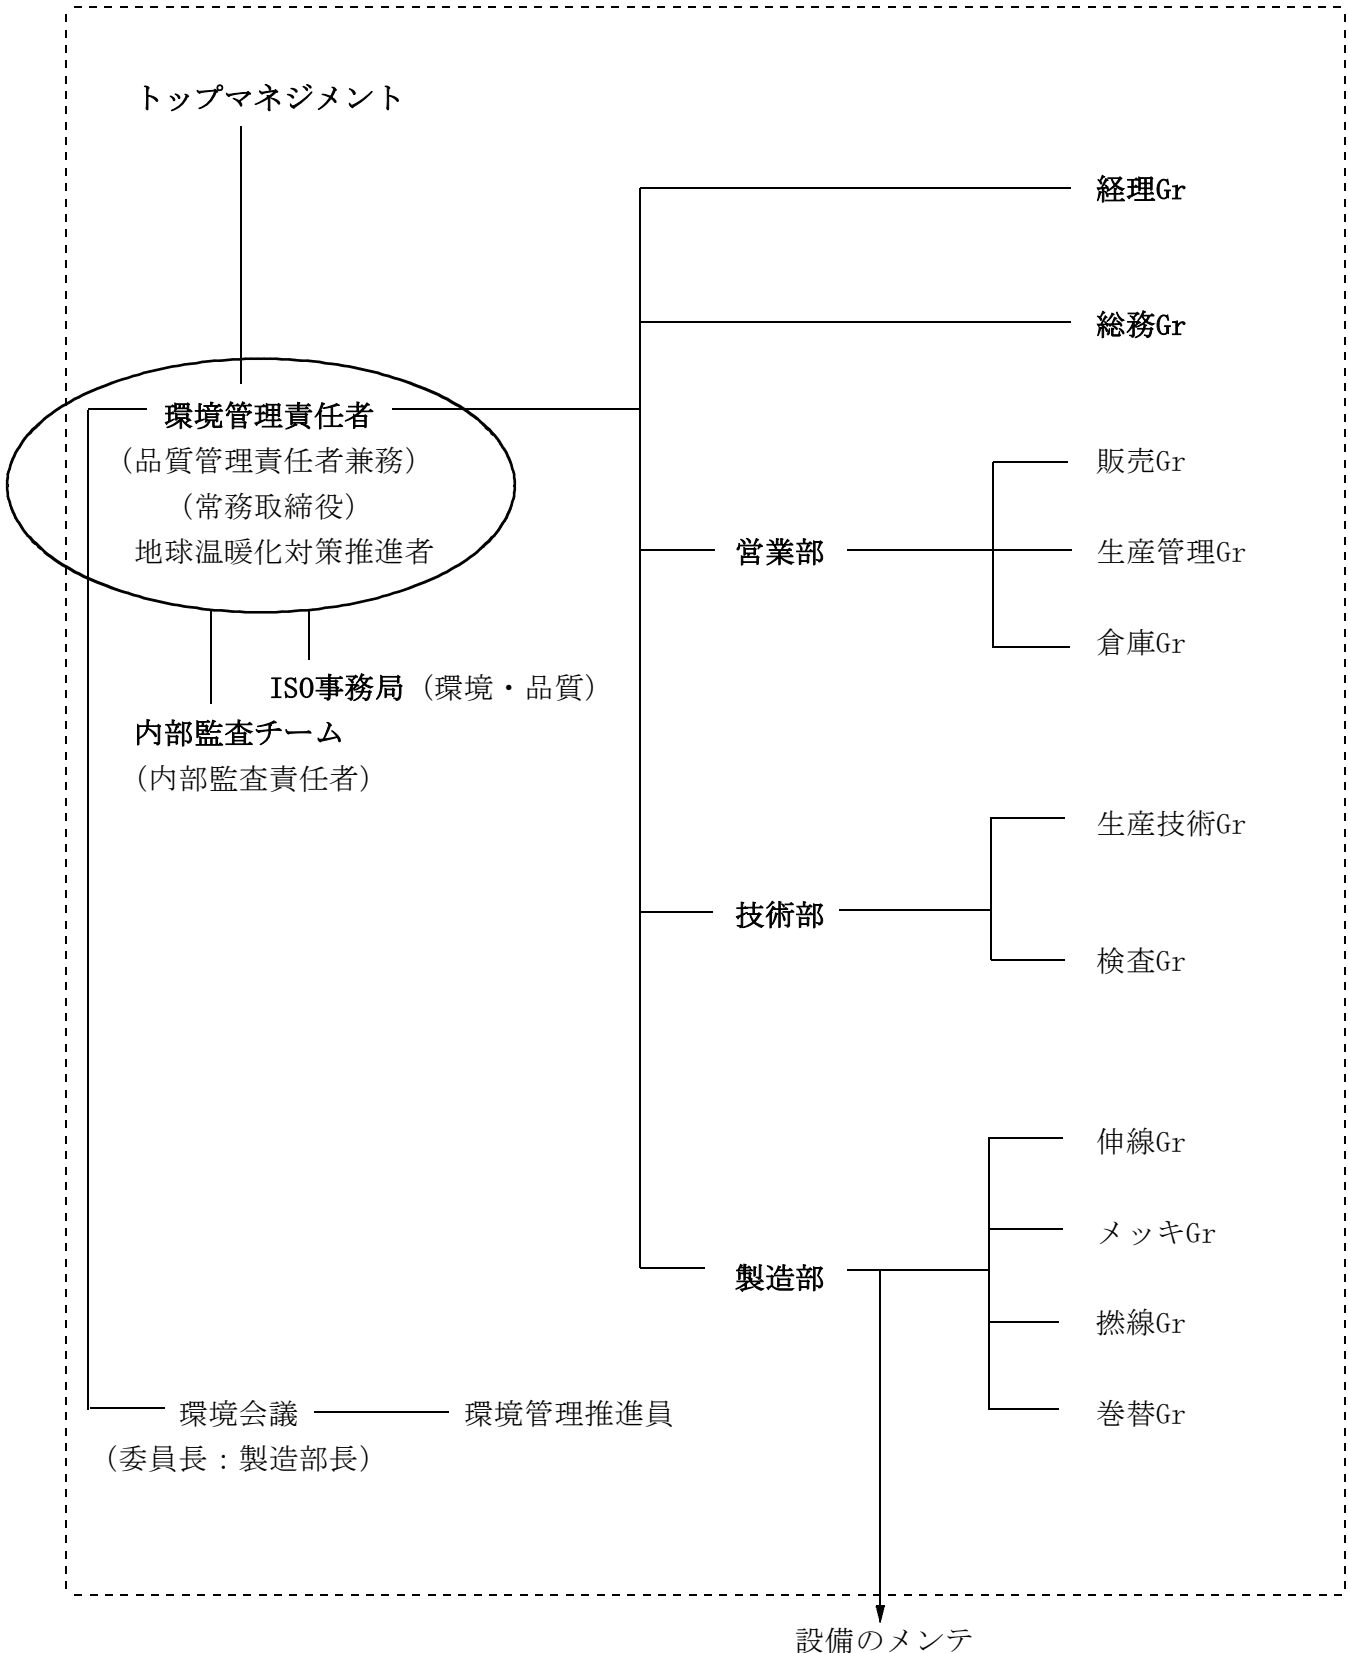 トップマネジメント
経理Gr
総務Gr
環境管理責任者
(品質管理責任者兼務)
(常務取締役)
地球温暖化対策推進者
販売Gr
営業部
生産管理Gr
倉庫Gr
ISO事務局(環境・品質)
内部監査チーム
(内部監査責任者)
生産技術Gr
技術部
検査Gr
伸線Gr
メッキGr
製造部
撚線Gr
巻替Gr
環境会議
環境管理推進員
(委員長:製造部長)
設備のメンテ